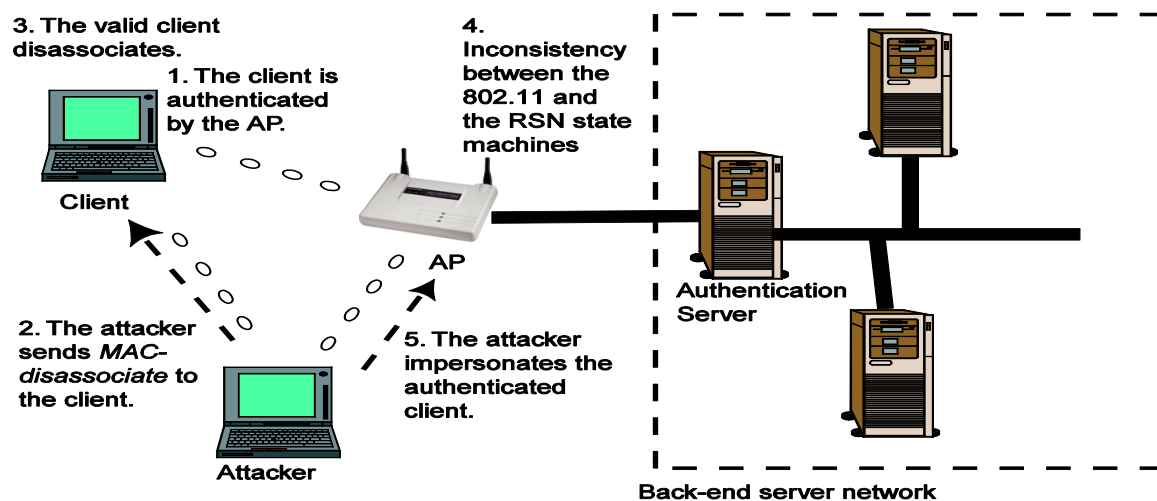 3. The valid client
disassociates.
1. The client is
authenticated
by the AP.
Client
2. The attacker
sends MAC-
disassociate to
the client.
Attacker
4.
Inconsistency
between the
802.11 and
the RSN state
machines
AP
5. The attacker
impersonates the
authenticated
client.
Authentication
Server
Back-end server network